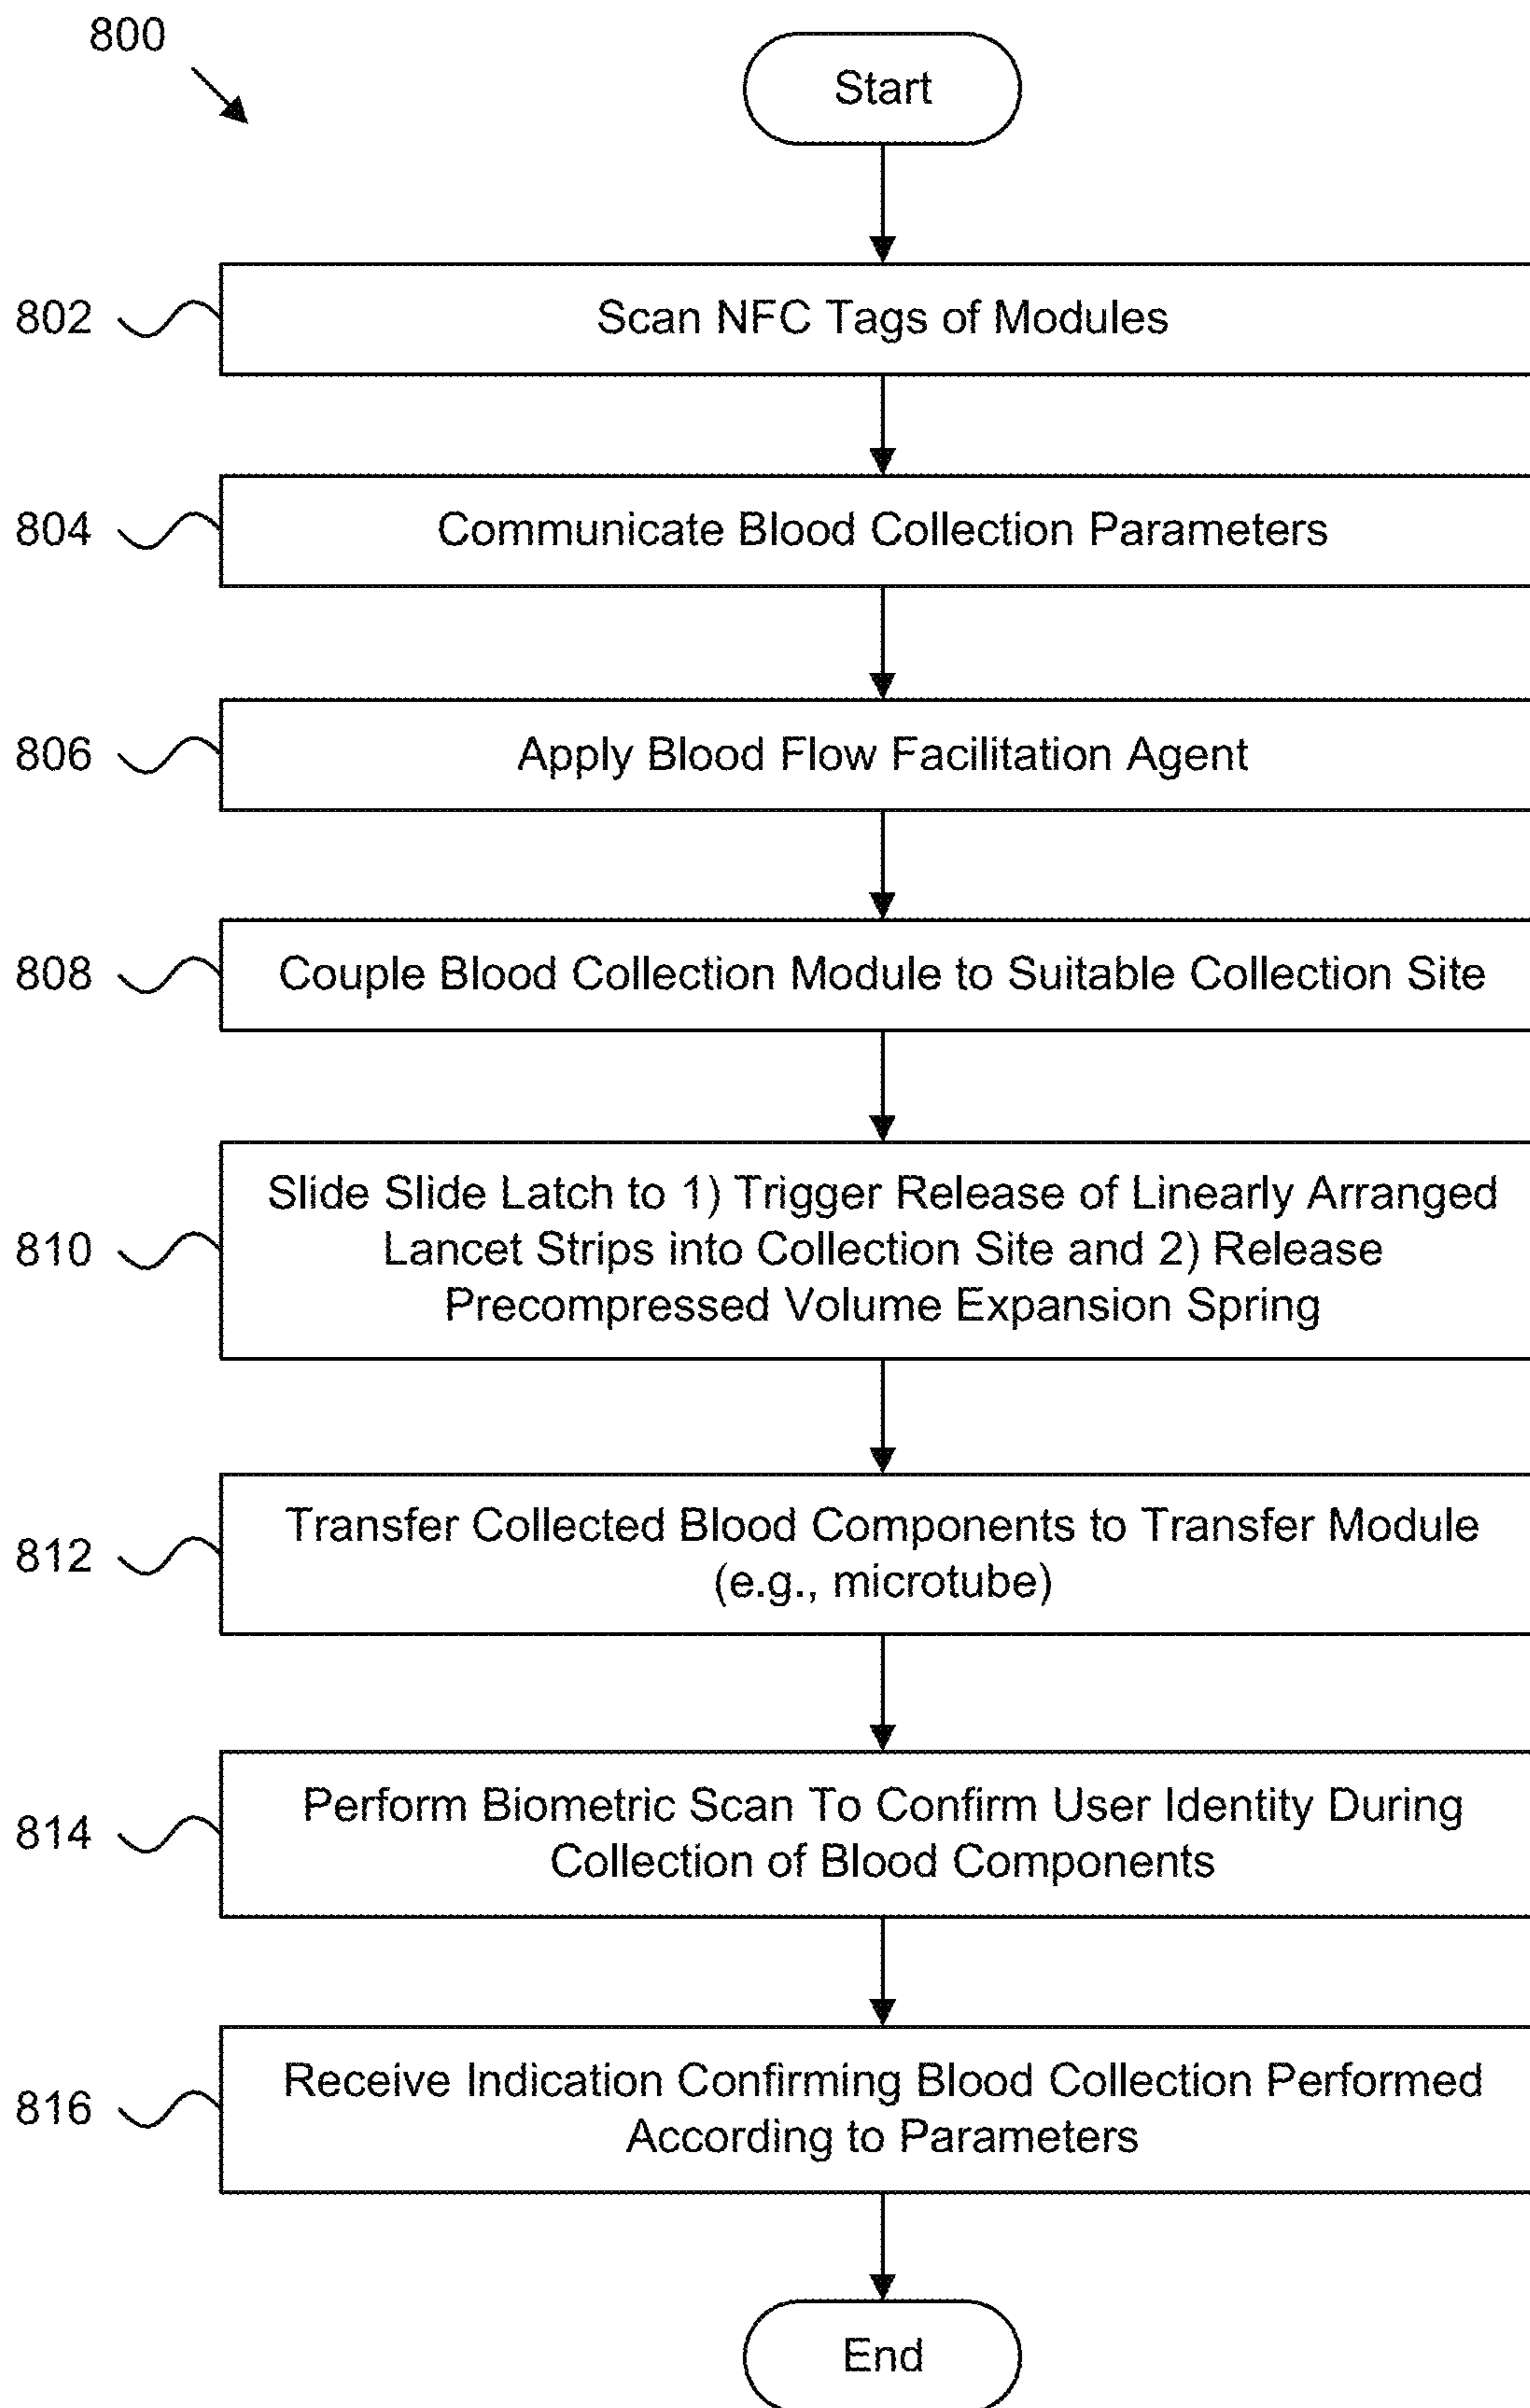 800
Start
802
Scan NFC Tags of Modules
804
Communicate Blood Collection Parameters
806
Apply Blood Flow Facilitation Agent
808
Couple Blood Collection Module to Suitable Collection Site
810
Slide Slide Latch to 1) Trigger Release of Linearly Arranged
Lancet Strips into Collection Site and 2) Release
Precompressed Volume Expansion Spring
812
Transfer Collected Blood Components to Transfer Module
(e.g., microtube)
814
Perform Biometric Scan To Confirm User Identity During
Collection of Blood Components
816
Receive Indication Confirming Blood Collection Performed
According to Parameters
End